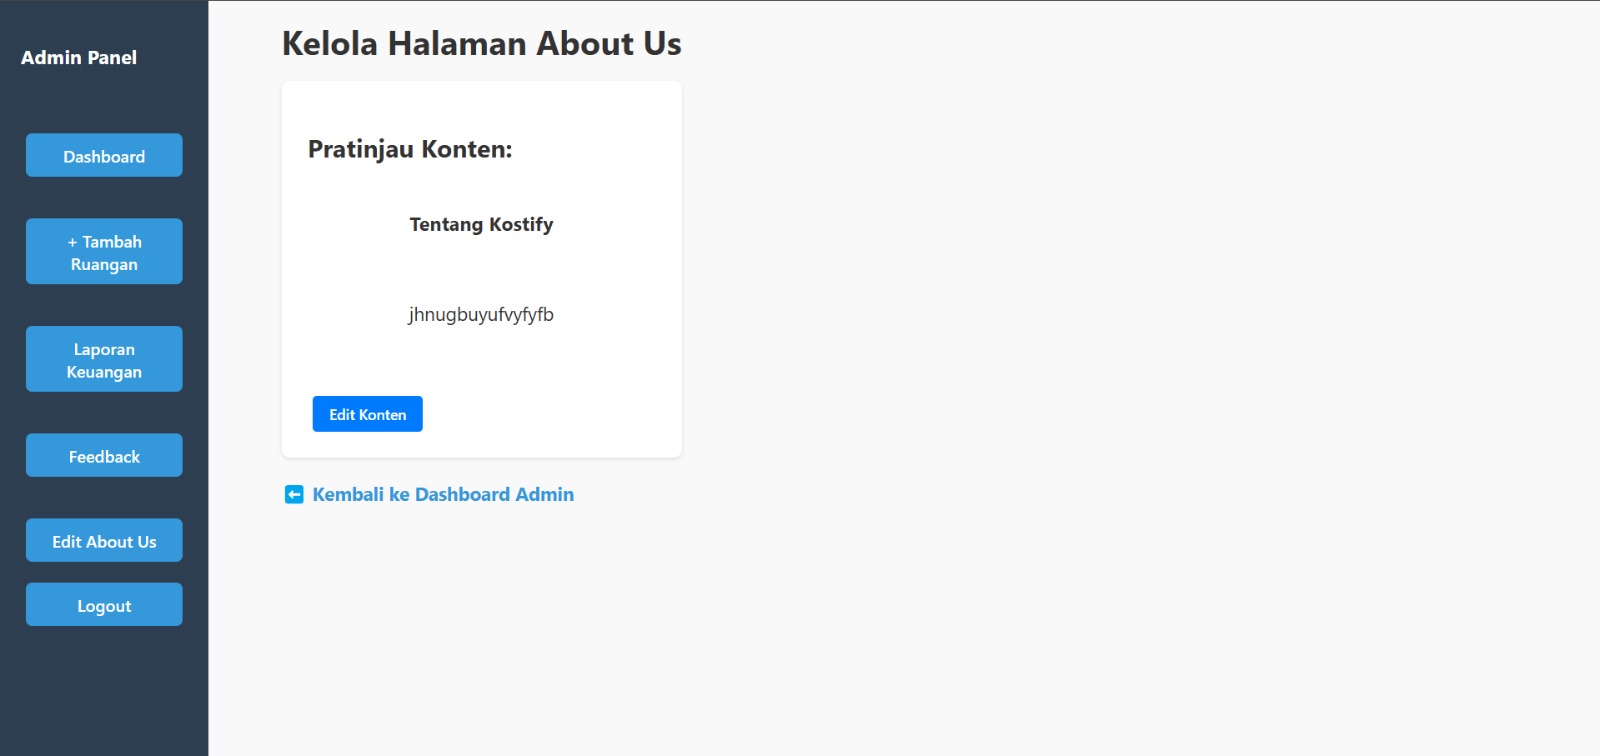 Admin Panel
Dashboard
+ Tambah
Ruangan
Laporan
Keuangan
Feedback
Edit About Us
Logout
Kelola Halaman About Us
Pratinjau Konten:
Tentang Kostify
jhnugbuyufvyfyfb
Edit Konten
Kembali ke Dashboard Admin